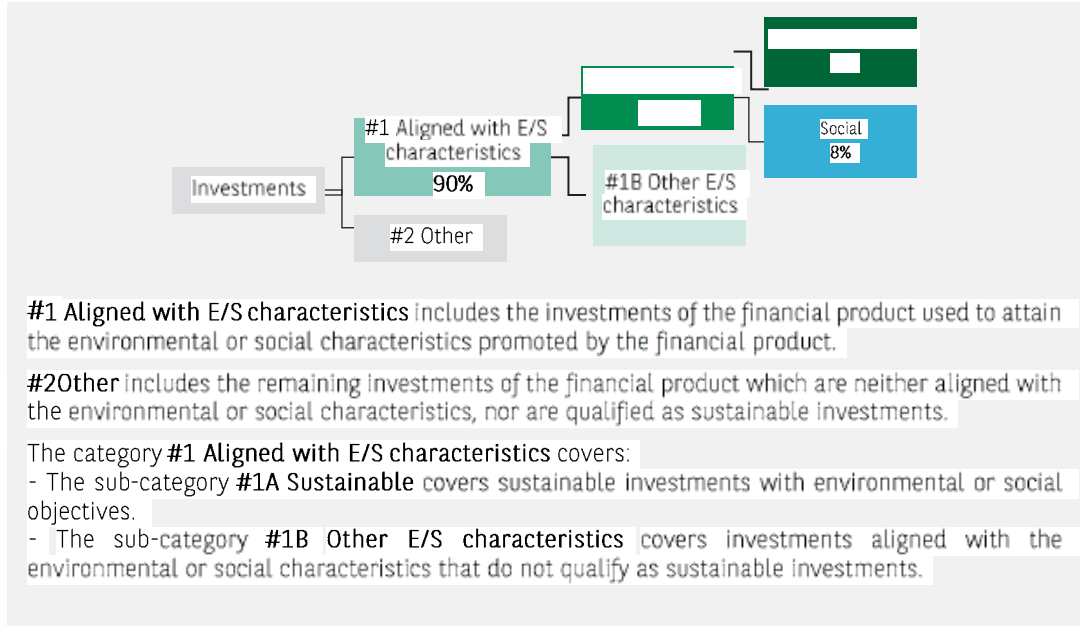 Social
8%
#1 Aligned with E/S
characteristics
90%
Investments
#1B Other E/S
characteristics
#2 Other
#1 Aligned with E/S characteristics includes the investments of the financial product used to attain
the environmental or social characteristics promoted by the financial product.
#2Other includes the remaining investments of the financial product which are neither aligned with
the environmental or social characteristics, nor are qualified as sustainable investments.
The category #1 Aligned with E/S characteristics covers:
- The sub-category #1A Sustainable covers sustainable investments with environmental or social
objectives.
- The sub-category #1B Other E/S characteristics covers investments aligned with the
environmental or social characteristics that do not qualify as sustainable investments.